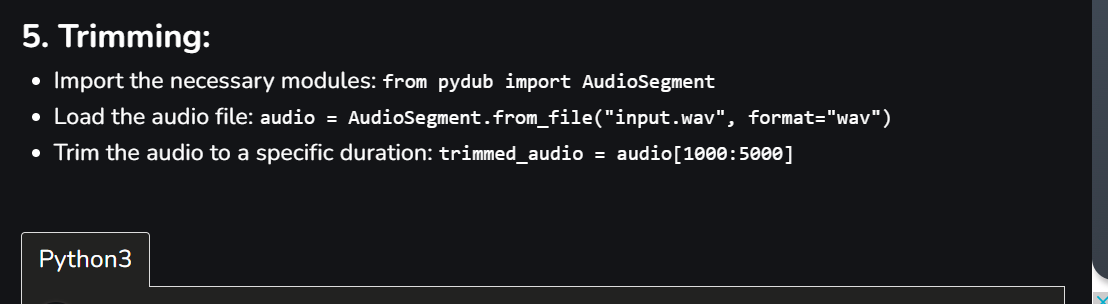 5. Trimming:
• Import the necessary modules: from pydub import AudioSegment
• Load the audio file: audio = AudioSegment.from_file("input.wav", format="wav")
• Trim the audio to a specific duration: trimmed_audio = audio[1000:5000]
Python3